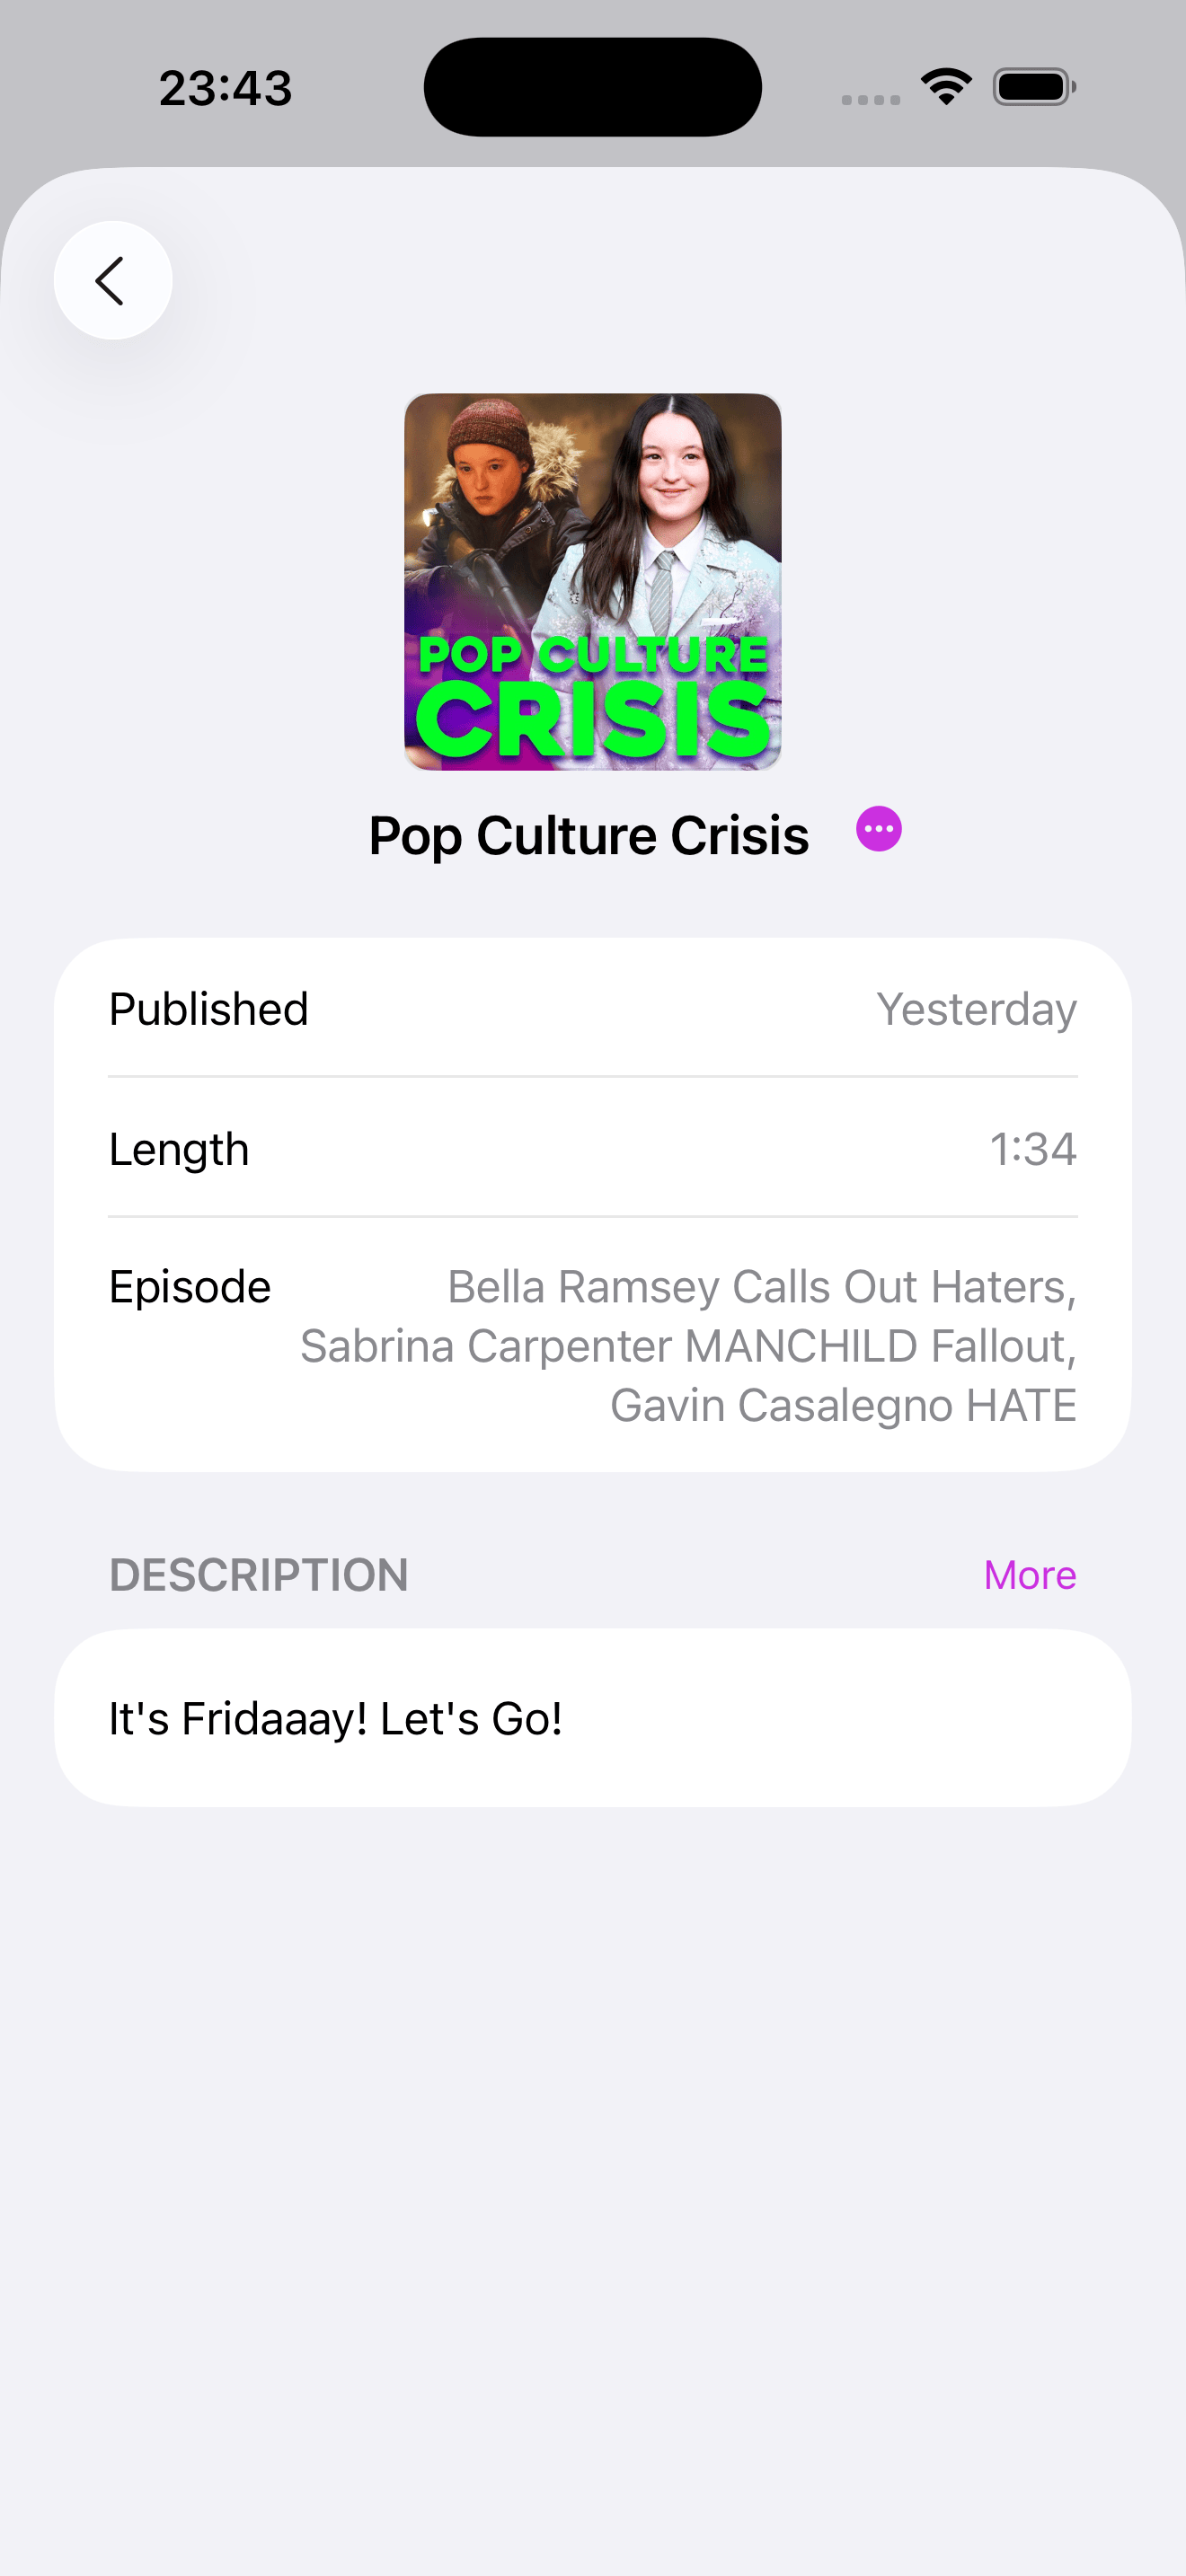 23:43
POP CULTURE
CRISIS
Pop Culture Crisis
Published
Yesterday
Length
1:34
Episode
Bella Ramsey Calls Out Haters,
Sabrina Carpenter MANCHILD Fallout,
Gavin Casalegno HATE
DESCRIPTION
More
It's Fridaaay! Let's Go!